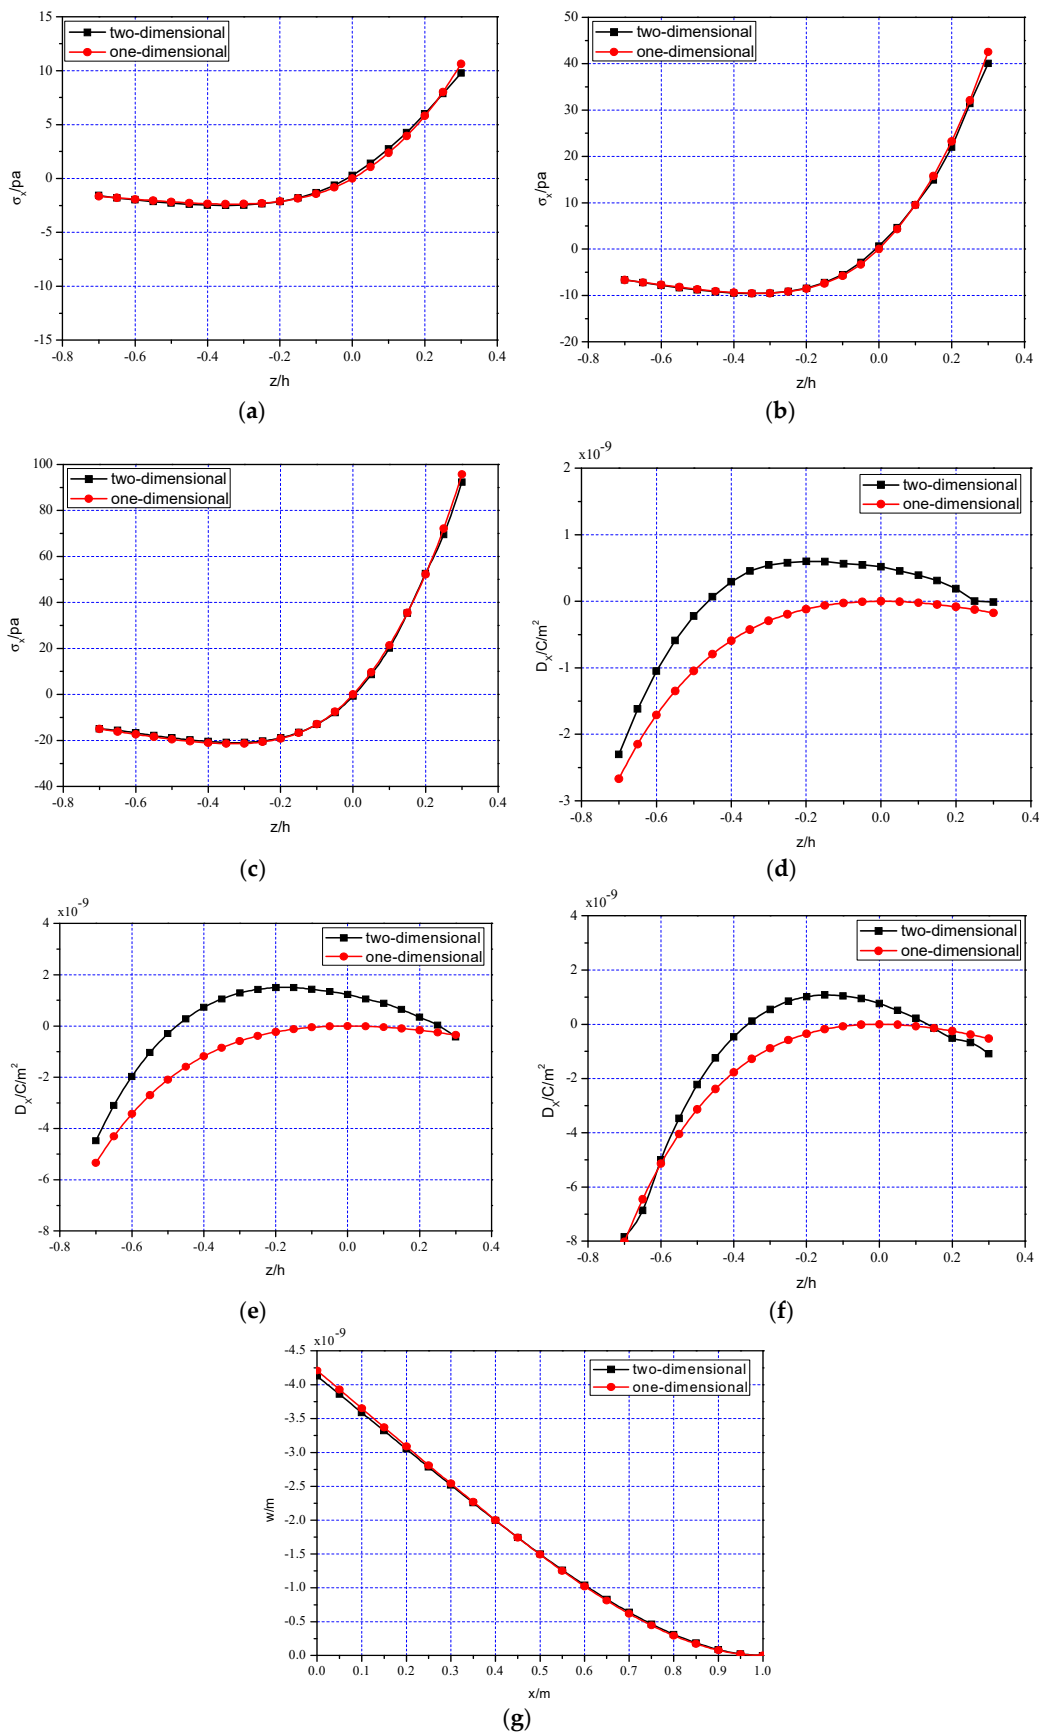 15
10
5
0
-5
-10
-15
σx/pa
two-dimensional
one-dimensional
-0.8 -0.6 -0.4 -0.2 0.0 0.2 0.4
z/h
(a)
50
40
30
20
10
0
-10
-20
σx/pa
two-dimensional
one-dimensional
-0.8 -0.6 -0.4 -0.2 0.0 0.2 0.4
z/h
(b)
100
80
60
40
20
0
-20
-40
σx/pa
two-dimensional
one-dimensional
-0.8 -0.6 -0.4 -0.2 0.0 0.2 0.4
z/h
(c)
x10-9
2
1
0
-1
-2
-3
Dx/C/m2
two-dimensional
one-dimensional
-0.8 -0.6 -0.4 -0.2 0.0 0.2 0.4
z/h
(d)
x10-9
4
2
0
-2
-4
-6
-8
Dx/C/m2
two-dimensional
one-dimensional
-0.8 -0.6 -0.4 -0.2 0.0 0.2 0.4
z/h
(e)
x10-9
4
2
0
-2
-4
-6
-8
Dx/C/m2
two-dimensional
one-dimensional
-0.8 -0.6 -0.4 -0.2 0.0 0.2 0.4
z/h
(f)
x10-9
-4.5
-4.0
-3.5
-3.0
-2.5
-2.0
-1.5
-1.0
-0.5
0.0
w/m
two-dimensional
one-dimensional
0.0 0.1 0.2 0.3 0.4 0.5 0.6 0.7 0.8 0.9 1.0
x/m
(g)